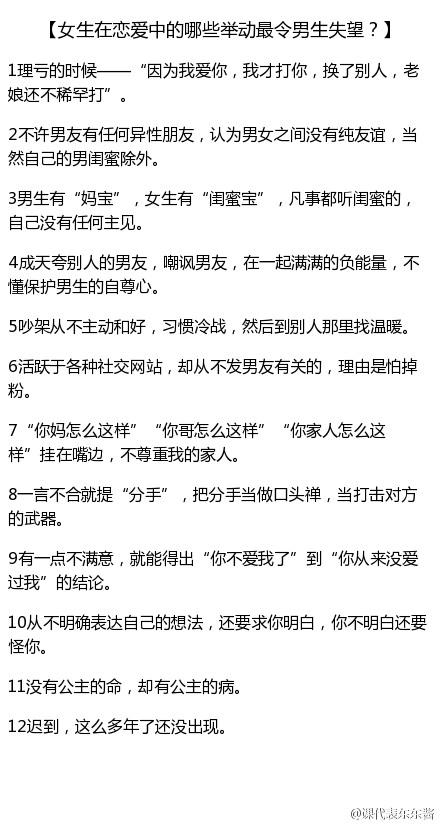 【女生在恋爱中的哪些举动最令男生失望？】
1理亏的时候——“因为我爱你，我才打你，换了别人，老
娘还不稀罕打”。
2不许男友有任何异性朋友，认为男女之间没有纯友谊，当
然自己的男闺蜜除外。
3男生有“妈宝”，女生有“闺蜜宝”，凡事都听闺蜜的，
自己没有任何主见。
4成天夸别人的男友，嘲讽男友，在一起满满的负能量，不
懂保护男生的自尊心。
5吵架从不主动和好，习惯冷战，然后到别人那里找温暖。
6活跃于各种社交网站，却从不发男友有关的，理由是怕掉
粉。
7“你妈怎么这样”“你哥怎么这样”“你家人怎么这
样”挂在嘴边，不尊重我的家人。
8一言不合就提“分手”，把分手当做口头禅，当打击对方
的武器。
9有一点不满意，就能得出“你不爱我了”到“你从来没爱
过我”的结论。
10从不明确表达自己的想法，还要求你明白，你不明白还要
怪你。
11没有公主的命，却有公主的病。
12迟到，这么多年了还没出现。
@课代表东东酱